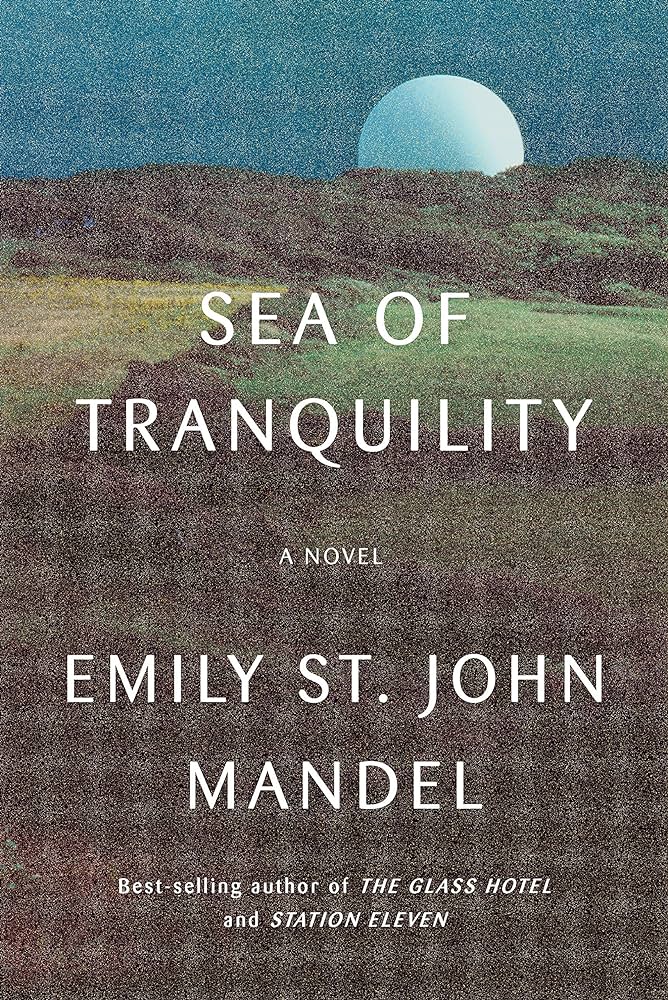 SEA OF
TRANQUILITY
A NOVEL
EMILY ST. JOHN
MANDEL
Best-selling author of THE GLASS HOTEL
and STATION ELEVEN